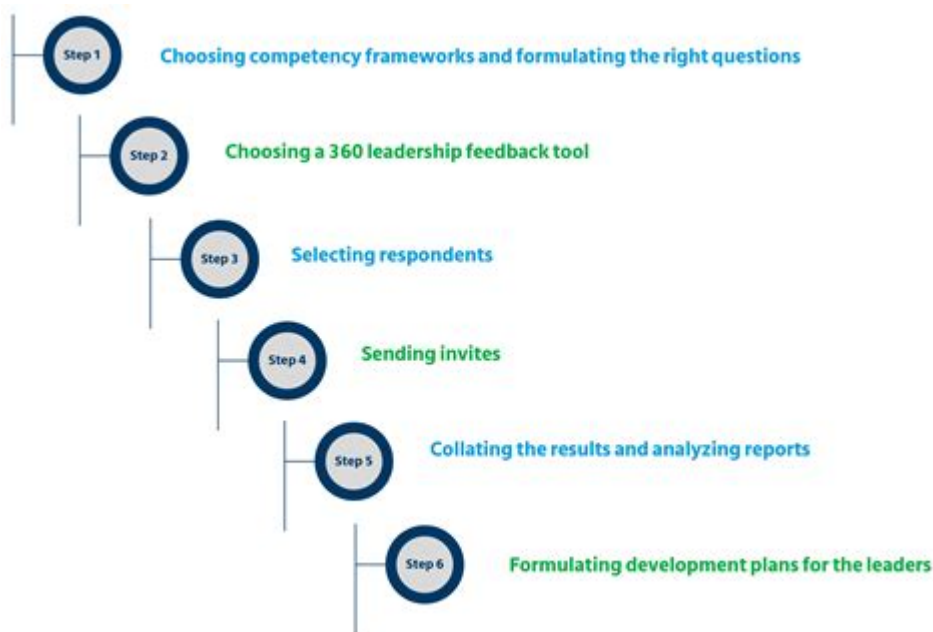 Step 1
Choosing competency frameworks and formulating the right questions
Step 2
Choosing a 360 leadership feedback tool
Step 3
Selecting respondents
Step 4
Sending invites
Step 5
Collating the results and analyzing reports
Step 6
Formulating development plans for the leaders